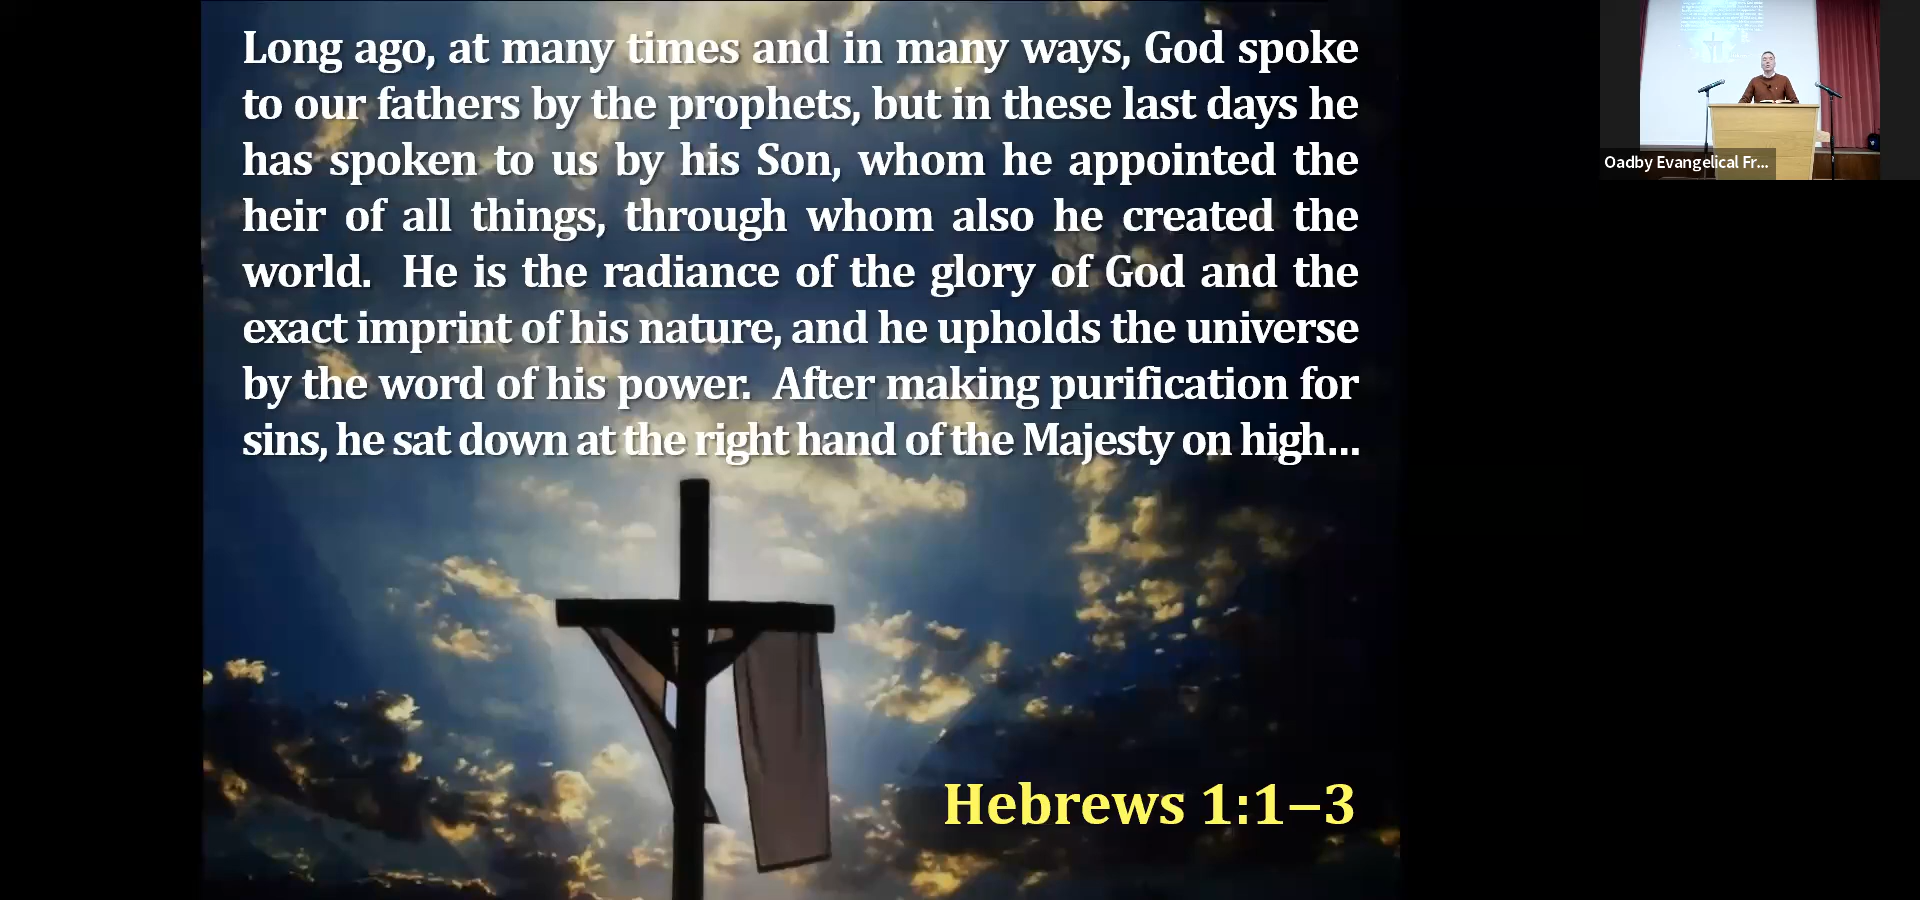 Long ago, at many times and in many ways, God spoke
to our fathers by the prophets, but in these last days he
has spoken to us by his Son, whom he appointed the
heir of all things, through whom also he created the
world.  He is the radiance of the glory of God and the
exact imprint of his nature, and he upholds the universe
by the word of his power.  After making purification for
sins, he sat down at the right hand of the Majesty on high…
Hebrews 1:1–3
Oadby Evangelical Fr...